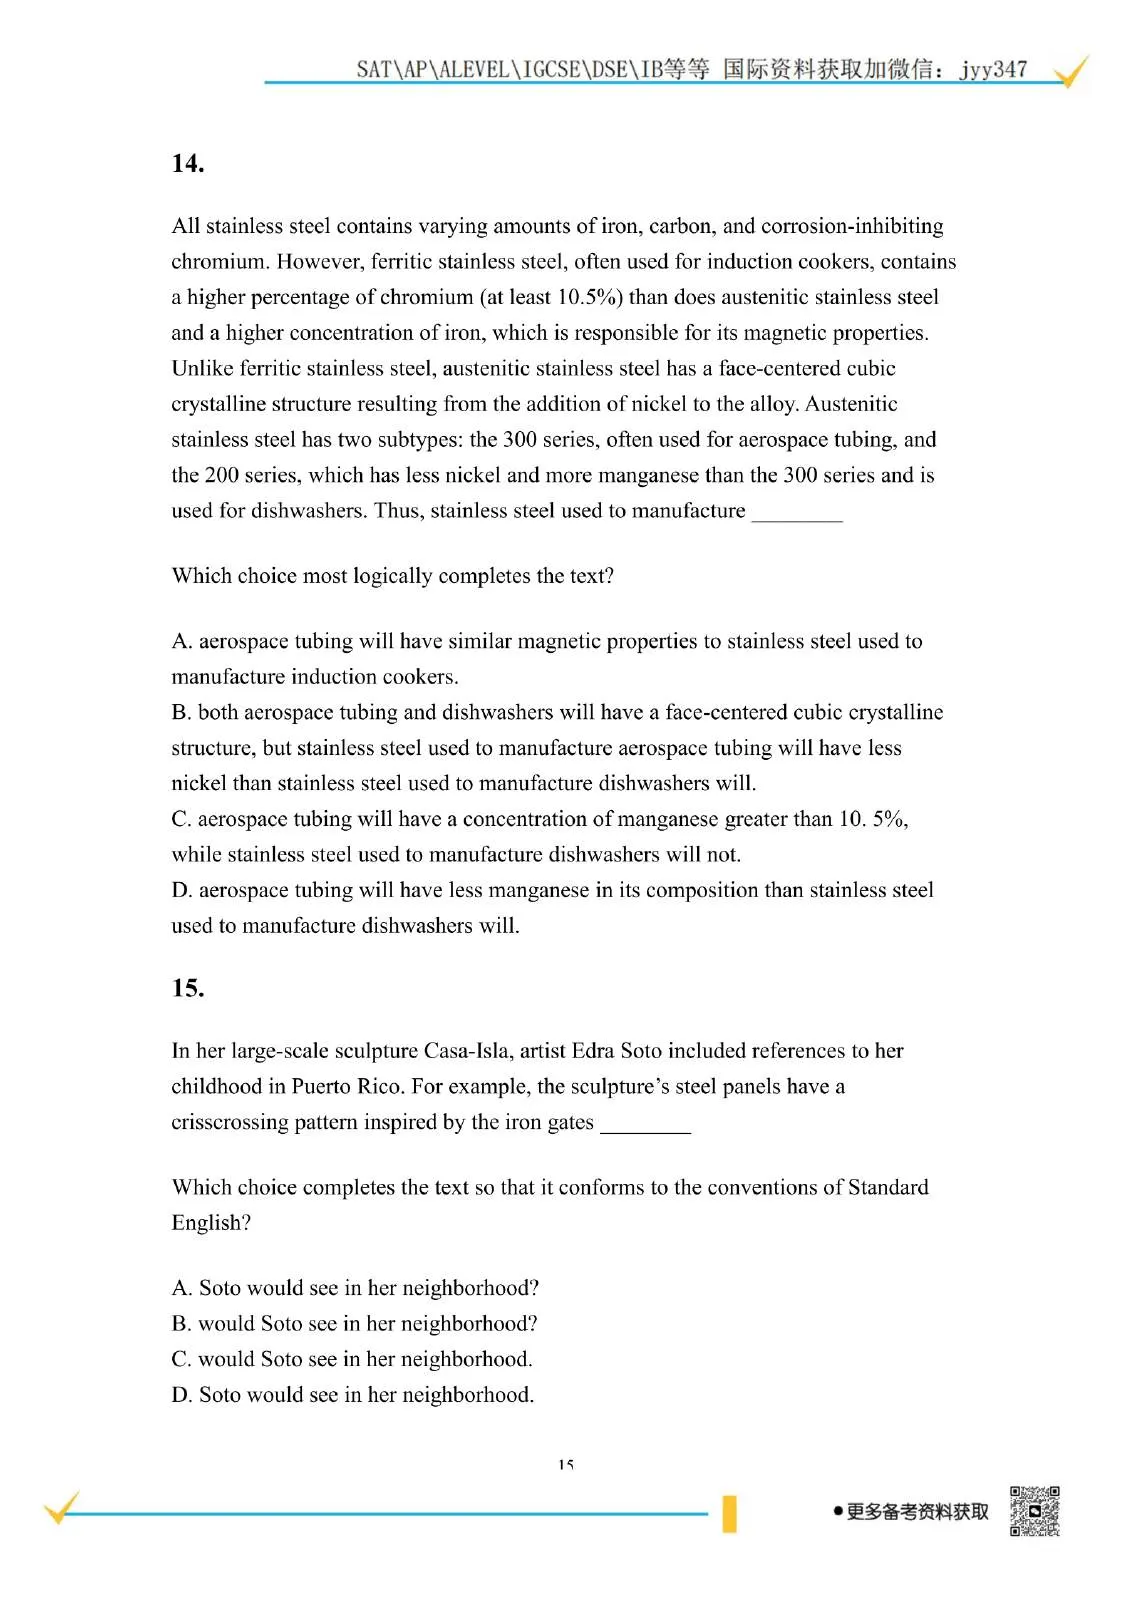 SAT\AP\ALEVEL\IGCSE\DSE\IB等等 国际资料获取加微信：jyy347
14.
All stainless steel contains varying amounts of iron, carbon, and corrosion-inhibiting
chromium. However, ferritic stainless steel, often used for induction cookers, contains
a higher percentage of chromium (at least 10.5%) than does austenitic stainless steel
and a higher concentration of iron, which is responsible for its magnetic properties.
Unlike ferritic stainless steel, austenitic stainless steel has a face-centered cubic
crystalline structure resulting from the addition of nickel to the alloy. Austenitic
stainless steel has two subtypes: the 300 series, often used for aerospace tubing, and
the 200 series, which has less nickel and more manganese than the 300 series and is
used for dishwashers. Thus, stainless steel used to manufacture ________
Which choice most logically completes the text?
A. aerospace tubing will have similar magnetic properties to stainless steel used to
manufacture induction cookers.
B. both aerospace tubing and dishwashers will have a face-centered cubic crystalline
structure, but stainless steel used to manufacture aerospace tubing will have less
nickel than stainless steel used to manufacture dishwashers will.
C. aerospace tubing will have a concentration of manganese greater than 10. 5%,
while stainless steel used to manufacture dishwashers will not.
D. aerospace tubing will have less manganese in its composition than stainless steel
used to manufacture dishwashers will.
15.
In her large-scale sculpture Casa-Isla, artist Edra Soto included references to her
childhood in Puerto Rico. For example, the sculpture’s steel panels have a
crisscrossing pattern inspired by the iron gates ________
Which choice completes the text so that it conforms to the conventions of Standard
English?
A. Soto would see in her neighborhood?
B. would Soto see in her neighborhood?
C. would Soto see in her neighborhood.
D. Soto would see in her neighborhood.
15
●更多备考资料获取